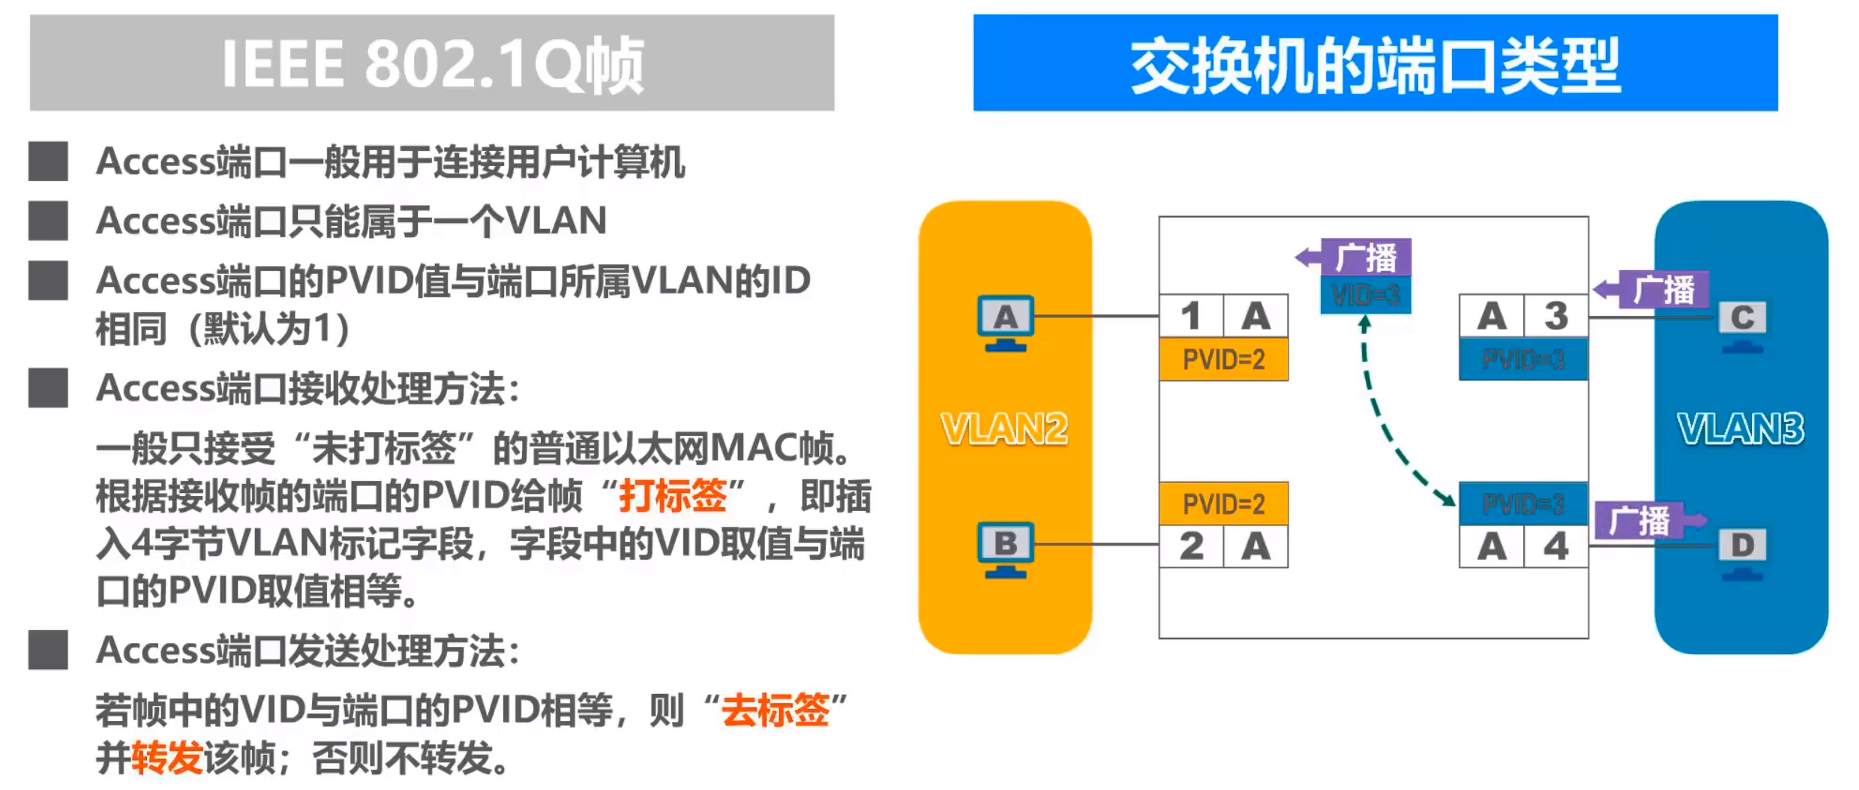 IEEE 802.1Q帧
交换机的端口类型
Access端口一般用于连接用户计算机
Access端口只能属于一个VLAN
Access端口的PVID值与端口所属VLAN的ID
相同（默认为1）
Access端口接收处理方法：
一般只接受“未打标签”的普通以太网MAC帧。
根据接收帧的端口的PVID给帧“打标签”，即插
入4字节VLAN标记字段，字段中的VID取值与端
口的PVID取值相等。
Access端口发送处理方法：
若帧中的VID与端口的PVID相等，则“去标签”
并转发该帧；否则不转发。
广播
VID=3
广播
A
1 A
A 3
C
PVID=2
PVID=3
VLAN2
VLAN3
PVID=2
PVID=3
广播
B
2 A
A 4
D